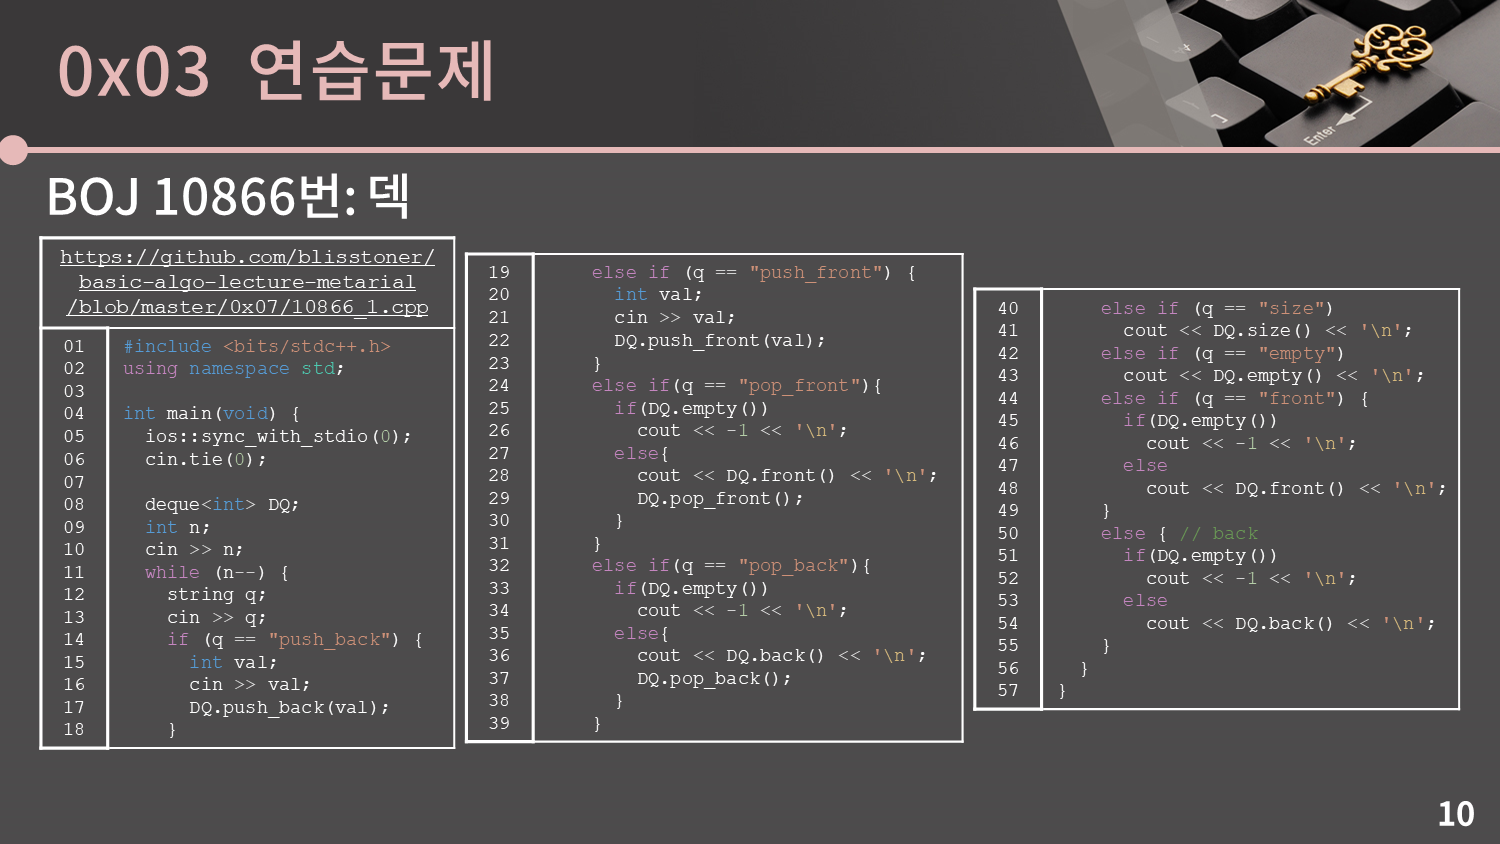 0x03 연습문제
BOJ 10866번: 덱
https://github.com/blisstoner/
basic-algo-lecture-metarial
/blob/master/0x07/10866_1.cpp
01 #include <bits/stdc++.h>
02 using namespace std;
03
04 int main(void) {
05   ios::sync_with_stdio(0);
06   cin.tie(0);
07
08   deque<int> DQ;
09   int n;
10   cin >> n;
11   while (n--) {
12     string q;
13     cin >> q;
14     if (q == "push_back") {
15       int val;
16       cin >> val;
17       DQ.push_back(val);
18     }
19     else if (q == "push_front") {
20       int val;
21       cin >> val;
22       DQ.push_front(val);
23     }
24     else if(q == "pop_front"){
25       if(DQ.empty())
26         cout << -1 << '\n';
27       else{
28         cout << DQ.front() << '\n';
29         DQ.pop_front();
30       }
31     }
32     else if(q == "pop_back"){
33       if(DQ.empty())
34         cout << -1 << '\n';
35       else{
36         cout << DQ.back() << '\n';
37         DQ.pop_back();
38       }
39     }
40     else if (q == "size")
41       cout << DQ.size() << '\n';
42     else if (q == "empty")
43       cout << DQ.empty() << '\n';
44     else if (q == "front") {
45       if(DQ.empty())
46         cout << -1 << '\n';
47       else
48         cout << DQ.front() << '\n';
49     }
50     else { // back
51       if(DQ.empty())
52         cout << -1 << '\n';
53       else
54         cout << DQ.back() << '\n';
55     }
56   }
57 }
Enter
10